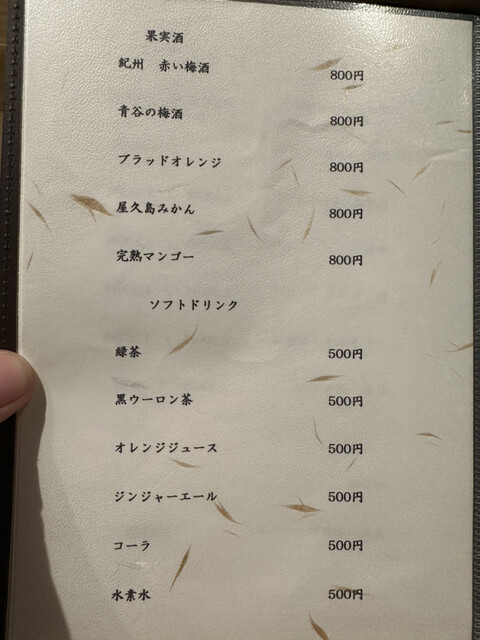 果実酒
紀州　赤い梅酒 800円
青谷の梅酒 800円
ブラッドオレンジ 800円
屋久島みかん 800円
完熟マンゴー 800円
ソフトドリンク
緑茶 500円
黒ウーロン茶 500円
オレンジジュース 500円
ジンジャーエール 500円
コーラ 500円
水素水 500円